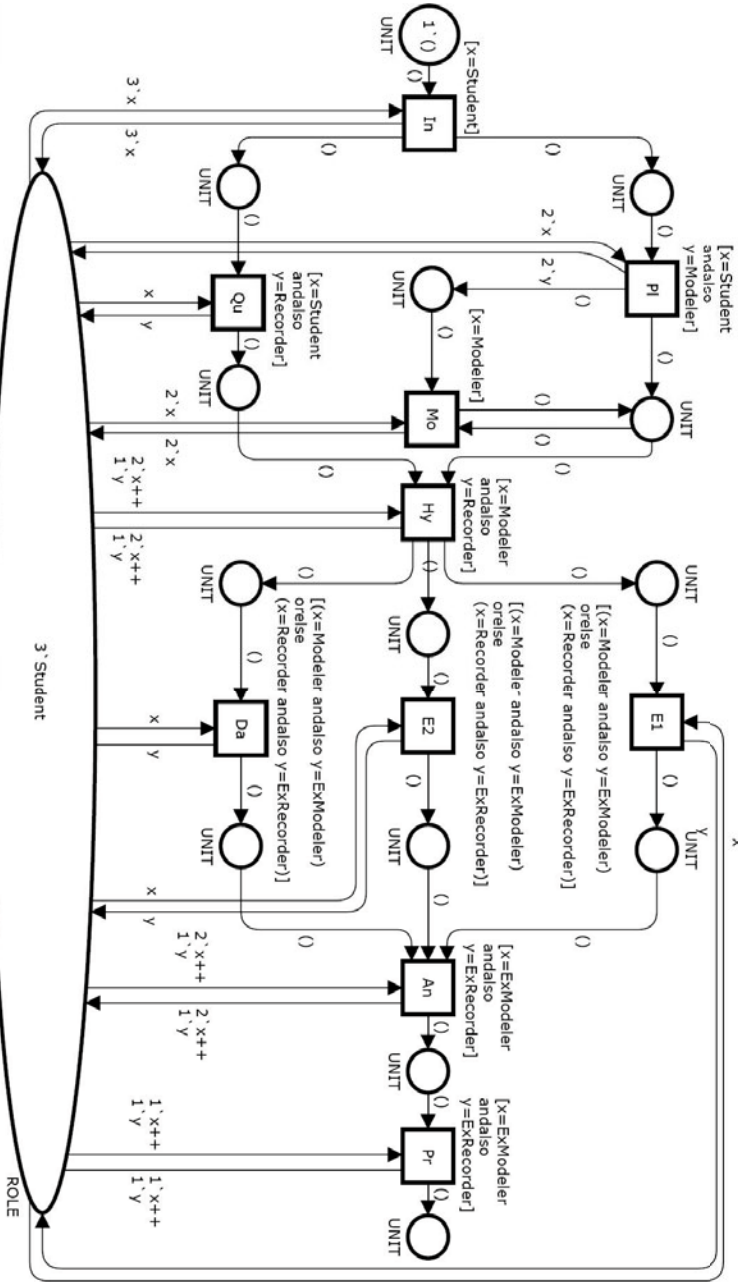 1`()
UNIT
()
[x=Student]
In
3`x
3`x
()
()
UNIT
UNIT
()
()
[x=Student
andalso
y=Modeler]
Pl
2`x
2`y
()
()
[x=Student
andalso
y=Recorder]
Qu
x
y
()
UNIT
()
[x=Modeler]
Mo
UNIT
()
()
2`x
2`x
UNIT
()
()
[x=Modeler
andalso
y=Recorder]
Hy
2`x++
1`y
2`x++
1`y
()
()
()
UNIT
UNIT
UNIT
()
()
()
[(x=Modeler andalso y=ExModeler)
orelse
(x=Recorder andalso y=ExRecorder)]
E1
x
y
()
UNIT
[(x=Modeler andalso y=ExModeler)
orelse
(x=Recorder andalso y=ExRecorder)]
E2
x
y
()
UNIT
[(x=Modeler andalso y=ExModeler)
orelse
(x=Recorder andalso y=ExRecorder)]
Da
x
y
()
UNIT
()
()
()
[x=ExModeler
andalso
y=ExRecorder]
An
2`x++
1`y
2`x++
1`y
()
UNIT
()
[x=ExModeler
andalso
y=ExRecorder]
Pr
1`x++
1`y
1`x++
1`y
()
UNIT
3`Student
ROLE